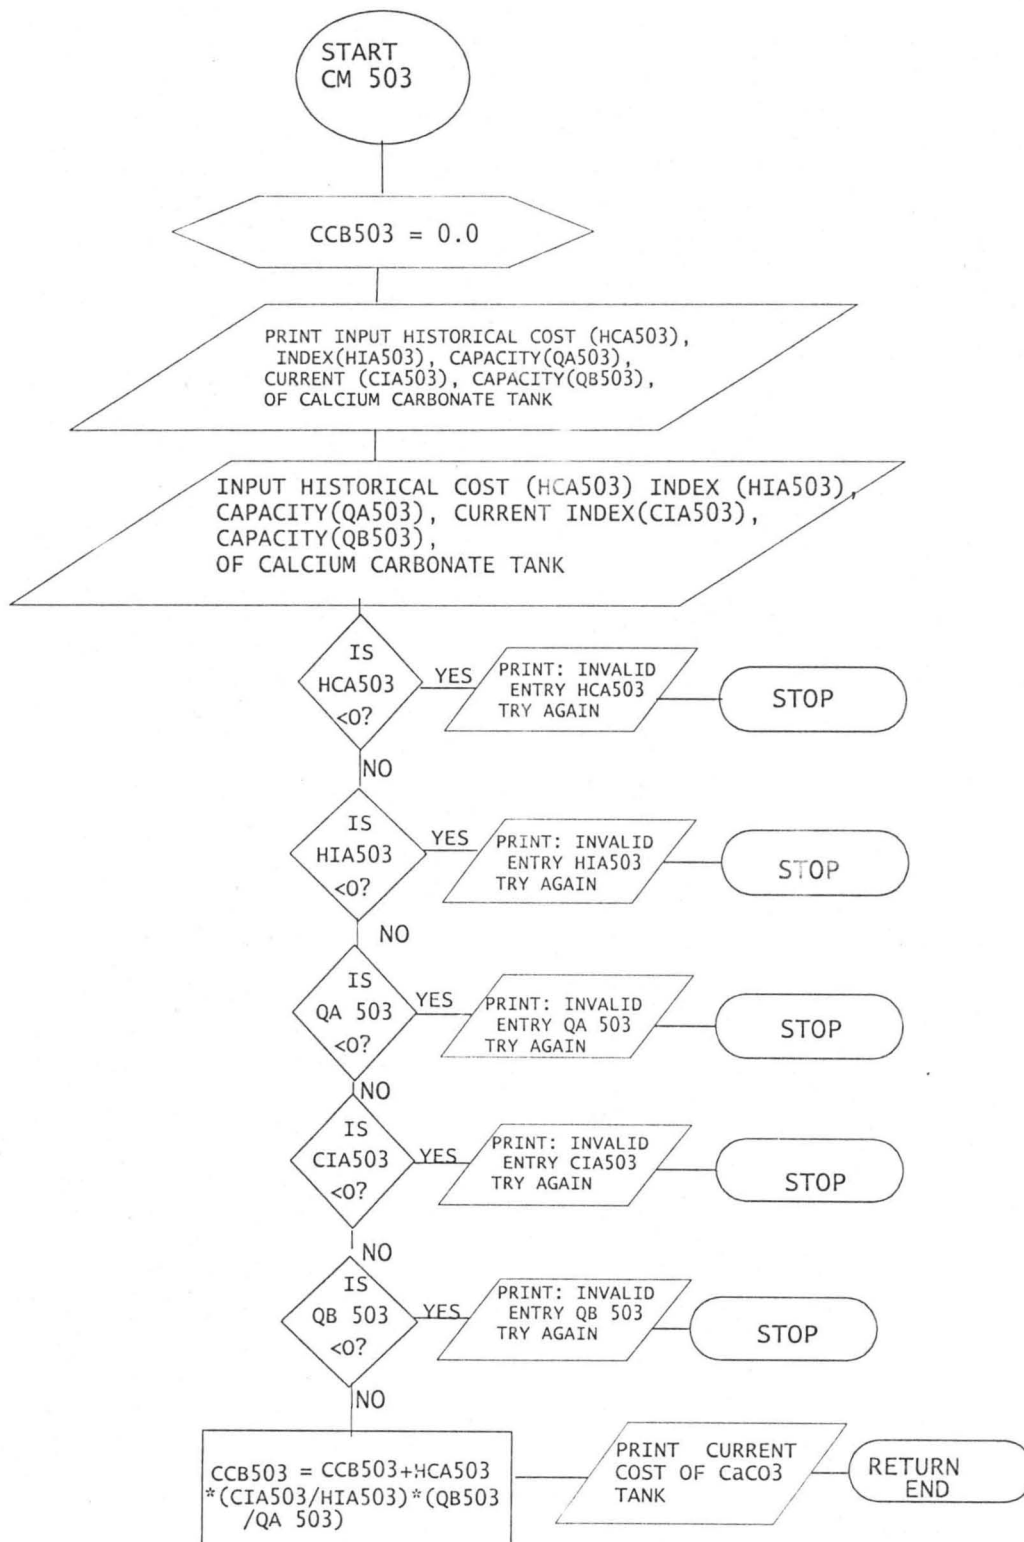 START
CM 503
CCB503 = 0.0
PRINT INPUT HISTORICAL COST (HCA503),
INDEX(HIA503), CAPACITY(QA503),
CURRENT (CIA503), CAPACITY(QB503),
OF CALCIUM CARBONATE TANK
INPUT HISTORICAL COST (HCA503) INDEX (HIA503),
CAPACITY(QA503), CURRENT INDEX(CIA503),
CAPACITY(QB503),
OF CALCIUM CARBONATE TANK
IS
HCA503
<0?
YES
PRINT: INVALID
ENTRY HCA503
TRY AGAIN
STOP
NO
IS
HIA503
<0?
YES
PRINT: INVALID
ENTRY HIA503
TRY AGAIN
STOP
NO
IS
QA 503
<0?
YES
PRINT: INVALID
ENTRY QA 503
TRY AGAIN
STOP
NO
IS
CIA503
<0?
YES
PRINT: INVALID
ENTRY CIA503
TRY AGAIN
STOP
NO
IS
QB 503
<0?
YES
PRINT: INVALID
ENTRY QB 503
TRY AGAIN
STOP
NO
CCB503 = CCB503+HCA503
*(CIA503/HIA503)*(QB503
/QA 503)
PRINT CURRENT
COST OF CaCO3
TANK
RETURN
END